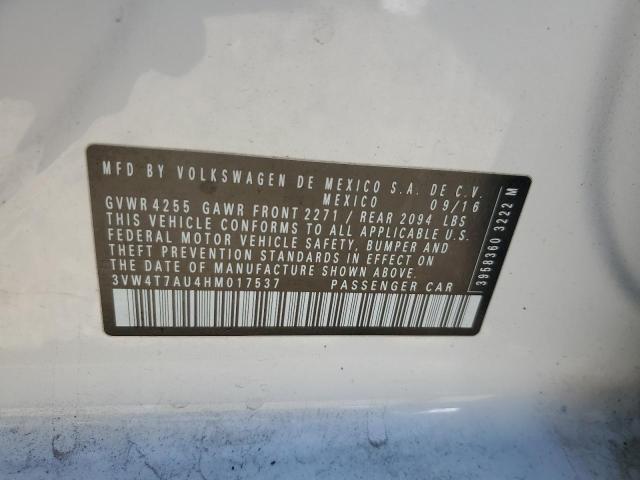 MFD BY VOLKSWAGEN DE MEXICO S.A. DE C.V.
MEXICO 09/16
GVWR 4255 GAWR FRONT 2271 / REAR 2094 LBS
THIS VEHICLE CONFORMS TO ALL APPLICABLE U.S.
FEDERAL MOTOR VEHICLE SAFETY, BUMPER AND
THEFT PREVENTION STANDARDS IN EFFECT ON THE
DATE OF MANUFACTURE SHOWN ABOVE.
3VW4T7AU4HM017537 PASSENGER CAR
3958360 3222 M